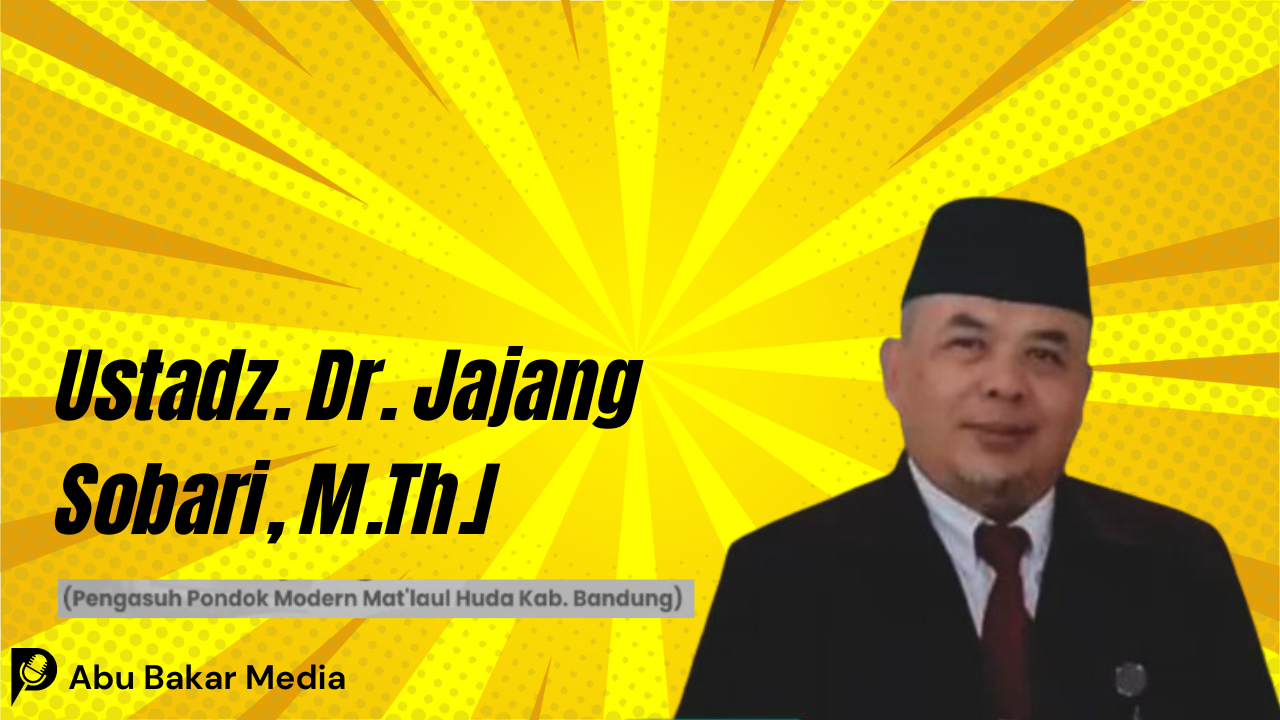 Ustadz. Dr. Jajang
Sobari, M.Th.I
(Pengasuh Pondok Modern Mat'laul Huda Kab. Bandung)
Abu Bakar Media